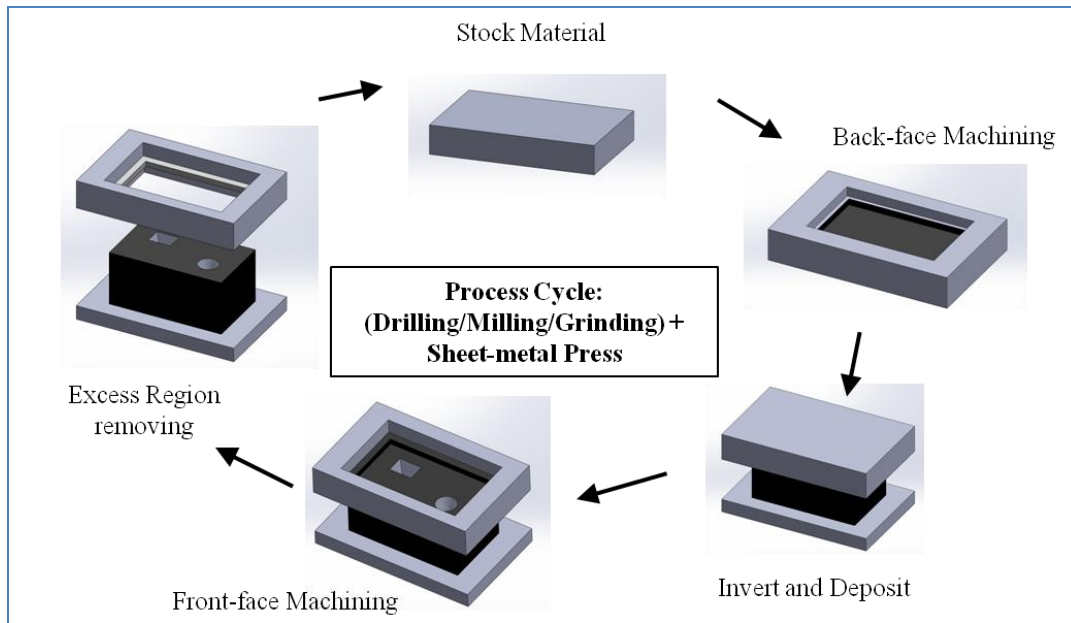 Stock Material
Back-face Machining
Process Cycle:
(Drilling/Milling/Grinding) +
Sheet-metal Press
Excess Region
removing
Front-face Machining
Invert and Deposit